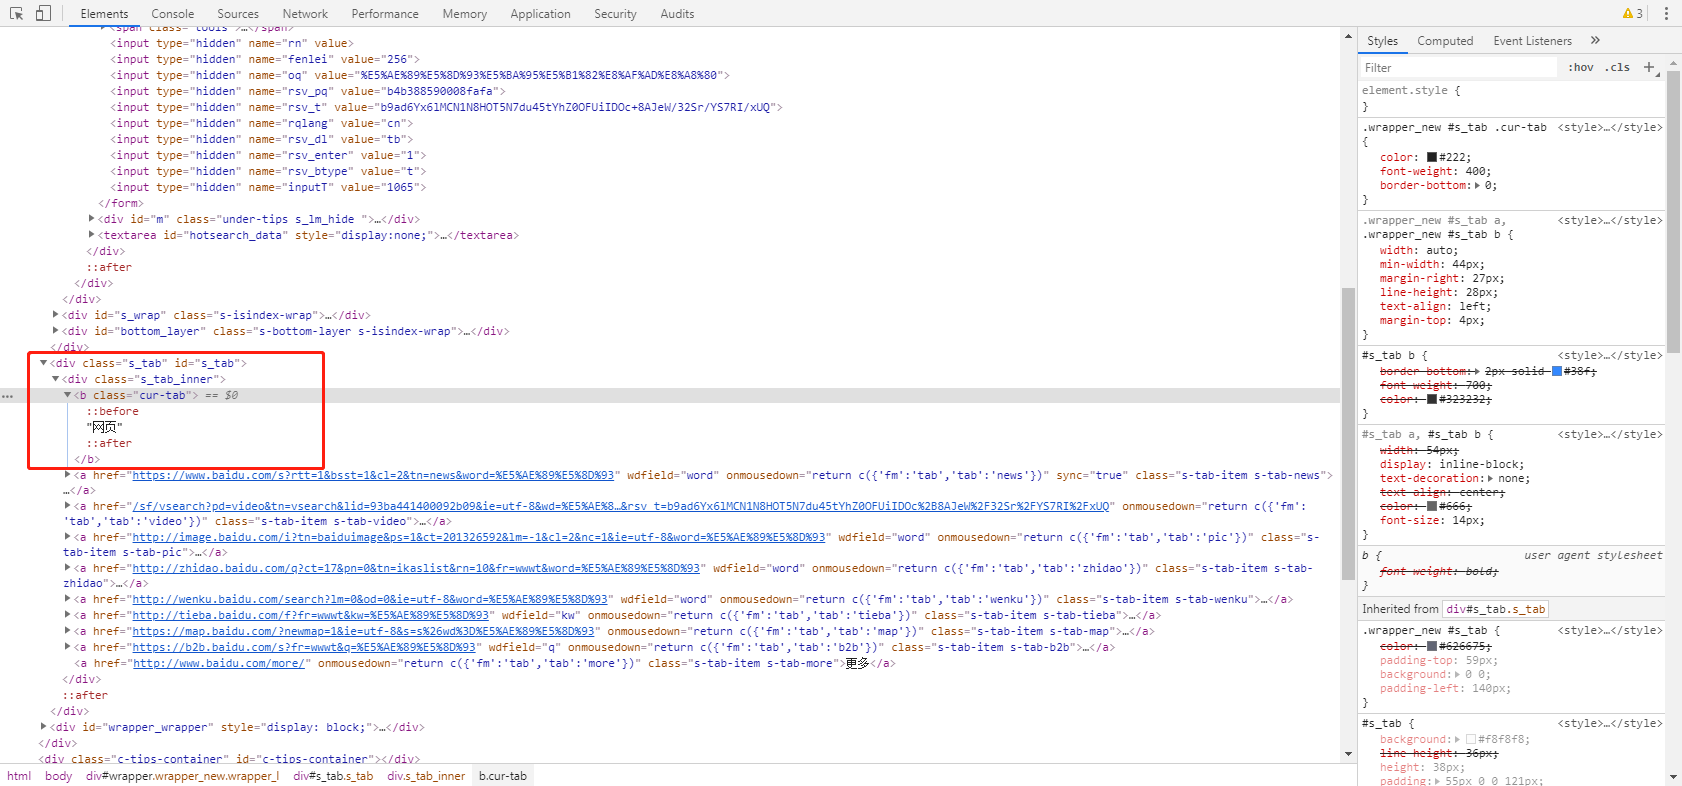 Elements Console Sources Network Performance Memory Application Security Audits 3
<span class="tools">…</span>
<input type="hidden" name="rn" value>
<input type="hidden" name="fenlei" value="256">
<input type="hidden" name="oq" value="%E5%AE%89%E5%8D%93%E5%BA%95%E5%B1%82%E8%AF%AD%E8%A8%80">
<input type="hidden" name="rsv_pq" value="b4b388590008fafa">
<input type="hidden" name="rsv_t" value="b9ad6Yx6lMCN1N8HOT5N7du45tYhZ0OFUiIDOc+8AJeW/32Sr/YS7RI/xUQ">
<input type="hidden" name="rqlang" value="cn">
<input type="hidden" name="rsv_dl" value="tb">
<input type="hidden" name="rsv_enter" value="1">
<input type="hidden" name="rsv_btype" value="t">
<input type="hidden" name="inputT" value="1065">
</form>
<div id="m" class="under-tips s_lm_hide ">…</div>
<textarea id="hotsearch_data" style="display:none;">…</textarea>
</div>
::after
</div>
</div>
<div id="s_wrap" class="s-isindex-wrap">…</div>
<div id="bottom_layer" class="s-bottom-layer s-isindex-wrap">…</div>
</div>
<div class="s_tab" id="s_tab">
<div class="s_tab_inner">
<b class="cur-tab"> == $0
::before
"网页"
::after
</b>
<a href="https://www.baidu.com/s?rtt=1&bsst=1&cl=2&tn=news&word=%E5%AE%89%E5%8D%93" wdfield="word" onmousedown="return c({'fm':'tab','tab':'news'})" sync="true" class="s-tab-item s-tab-news">
…</a>
<a href="/sf/vsearch?pd=video&tn=vsearch&lid=93ba441400092b09&ie=utf-8&wd=%E5%AE%8…&rsv_t=b9ad6Yx6lMCN1N8HOT5N7du45tYhZ0OFUiIDOc%2B8AJeW%2F32Sr%2FYS7RI%2FxUQ" onmousedown="return c({'fm':
'tab','tab':'video'})" class="s-tab-item s-tab-video">…</a>
<a href="http://image.baidu.com/i?tn=baiduimage&ps=1&ct=201326592&lm=-1&cl=2&nc=1&ie=utf-8&word=%E5%AE%89%E5%8D%93" wdfield="word" onmousedown="return c({'fm':'tab','tab':'pic'})" class="s-
tab-item s-tab-pic">…</a>
<a href="http://zhidao.baidu.com/q?ct=17&pn=0&tn=ikaslist&rn=10&fr=wwwt&word=%E5%AE%89%E5%8D%93" wdfield="word" onmousedown="return c({'fm':'tab','tab':'zhidao'})" class="s-tab-item s-tab-
zhidao">…</a>
<a href="http://wenku.baidu.com/search?lm=0&od=0&ie=utf-8&word=%E5%AE%89%E5%8D%93" wdfield="word" onmousedown="return c({'fm':'tab','tab':'wenku'})" class="s-tab-item s-tab-wenku">…</a>
<a href="http://tieba.baidu.com/f?fr=wwwt&kw=%E5%AE%89%E5%8D%93" wdfield="kw" onmousedown="return c({'fm':'tab','tab':'tieba'})" class="s-tab-item s-tab-tieba">…</a>
<a href="https://map.baidu.com/?newmap=1&ie=utf-8&s=s%26wd%3D%E5%AE%89%E5%8D%93" onmousedown="return c({'fm':'tab','tab':'map'})" class="s-tab-item s-tab-map">…</a>
<a href="https://b2b.baidu.com/s?fr=wwwt&q=%E5%AE%89%E5%8D%93" wdfield="q" onmousedown="return c({'fm':'tab','tab':'b2b'})" class="s-tab-item s-tab-b2b">…</a>
<a href="http://www.baidu.com/more/" onmousedown="return c({'fm':'tab','tab':'more'})" class="s-tab-item s-tab-more">更多</a>
</div>
::after
</div>
<div id="wrapper_wrapper" style="display: block;">…</div>
</div>
<div class="c-tips-container" id="c-tips-container"></div>
html body div#wrapper.wrapper_new.wrapper_l div#s_tab.s_tab div.s_tab_inner b.cur-tab
Styles Computed Event Listeners »
Filter :hov .cls +
element.style {
}
.wrapper_new #s_tab .cur-tab <style>…</style>
{
color: #222;
font-weight: 400;
border-bottom: 0;
}
.wrapper_new #s_tab a, <style>…</style>
.wrapper_new #s_tab b {
width: auto;
min-width: 44px;
margin-right: 27px;
line-height: 28px;
text-align: left;
margin-top: 4px;
}
#s_tab b { <style>…</style>
border-bottom: 2px solid #38f;
font-weight: 700;
color: #323232;
}
#s_tab a, #s_tab b { <style>…</style>
width: 54px;
display: inline-block;
text-decoration: none;
text-align: center;
color: #666;
font-size: 14px;
}
b { user agent stylesheet
font-weight: bold;
}
Inherited from div#s_tab.s_tab
.wrapper_new #s_tab { <style>…</style>
color: #626675;
padding-top: 59px;
background: 0 0;
padding-left: 140px;
}
#s_tab { <style>…</style>
background: #f8f8f8;
line-height: 36px;
height: 38px;
padding: 55px 0 0 121px;